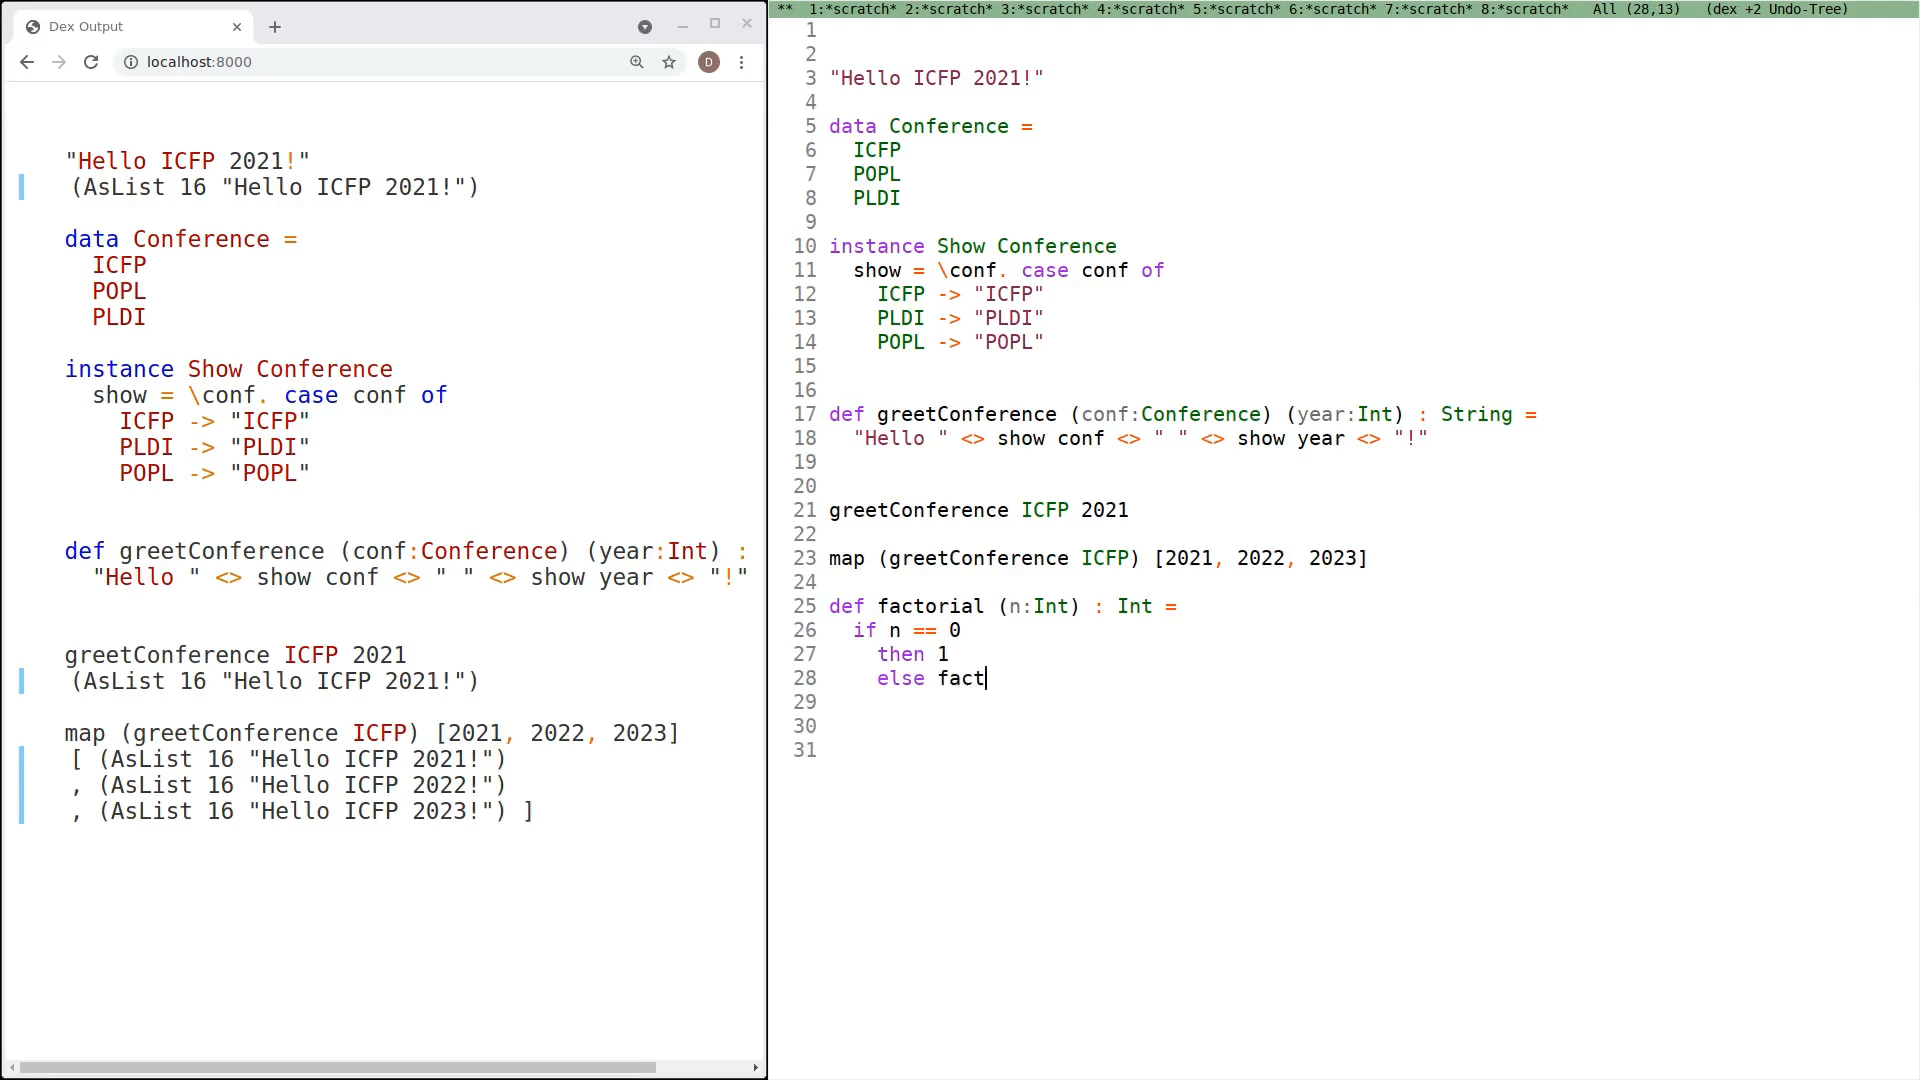 Dex Output
localhost:8000
D
"Hello ICFP 2021!"
(AsList 16 "Hello ICFP 2021!")
data Conference =
ICFP
POPL
PLDI
instance Show Conference
show = \conf. case conf of
ICFP -> "ICFP"
PLDI -> "PLDI"
POPL -> "POPL"
def greetConference (conf:Conference) (year:Int) :
"Hello " <> show conf <> " " <> show year <> "!"
greetConference ICFP 2021
(AsList 16 "Hello ICFP 2021!")
map (greetConference ICFP) [2021, 2022, 2023]
[ (AsList 16 "Hello ICFP 2021!")
, (AsList 16 "Hello ICFP 2022!")
, (AsList 16 "Hello ICFP 2023!") ]
** 1:*scratch* 2:*scratch* 3:*scratch* 4:*scratch* 5:*scratch* 6:*scratch* 7:*scratch* 8:*scratch* All (28,13) (dex +2 Undo-Tree)
1
2
3 "Hello ICFP 2021!"
4
5 data Conference =
6 ICFP
7 POPL
8 PLDI
9
10 instance Show Conference
11 show = \conf. case conf of
12 ICFP -> "ICFP"
13 PLDI -> "PLDI"
14 POPL -> "POPL"
15
16
17 def greetConference (conf:Conference) (year:Int) : String =
18 "Hello " <> show conf <> " " <> show year <> "!"
19
20
21 greetConference ICFP 2021
22
23 map (greetConference ICFP) [2021, 2022, 2023]
24
25 def factorial (n:Int) : Int =
26 if n == 0
27 then 1
28 else fact
29
30
31